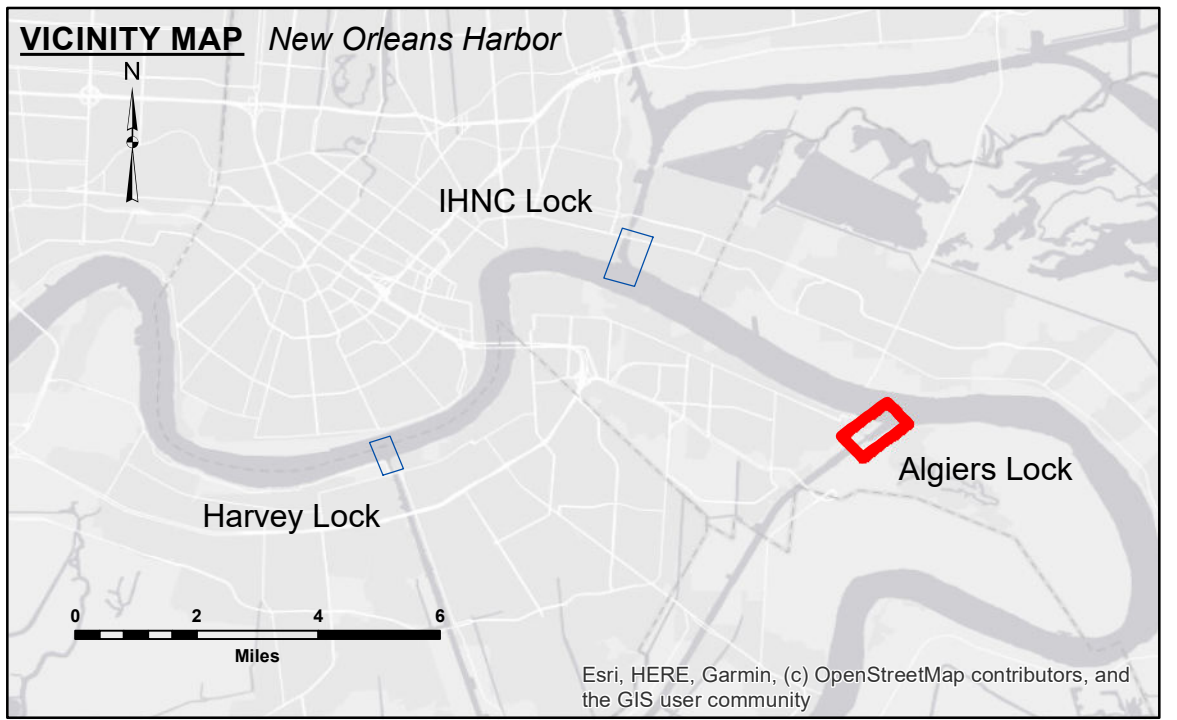 VICINITY MAP New Orleans Harbor
N
IHNC Lock
Algiers Lock
Harvey Lock
0 2 4 6
Miles
Esri, HERE, Garmin, (c) OpenStreetMap contributors, and
the GIS user community